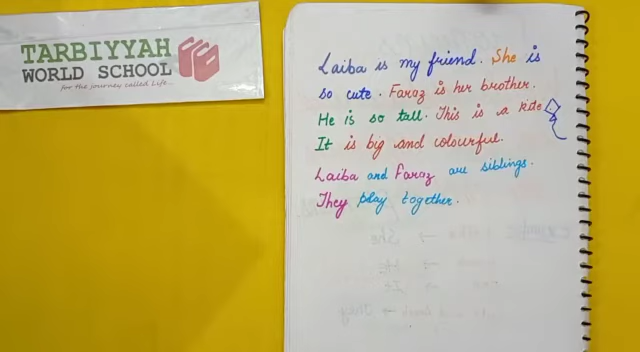 TARBIYYAH
WORLD SCHOOL
for the journey called Life...
Laiba is my friend. She is
so cute. Faraz is her brother.
He is so tall. This is a kite
It is big and colourful.
Laiba and Faraz are siblings.
They play together.